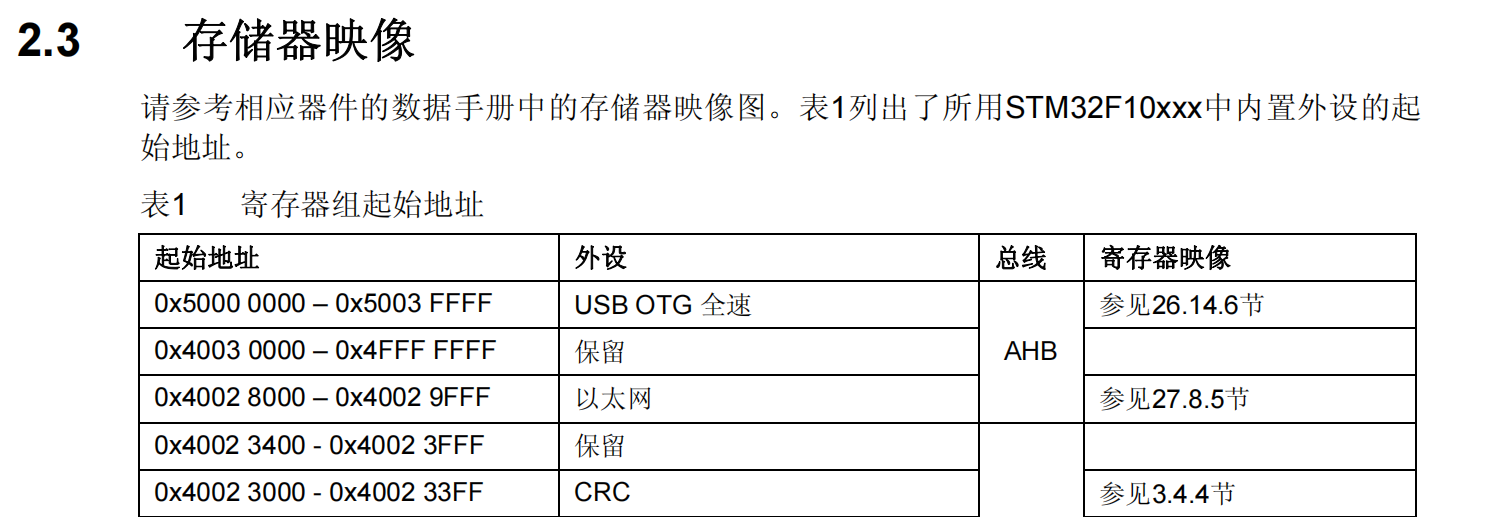 2.3 存储器映像
请参考相应器件的数据手册中的存储器映像图。表1列出了所用STM32F10xxx中内置外设的起
始地址。
表1 寄存器组起始地址
起始地址 外设 总线 寄存器映像
0x5000 0000 – 0x5003 FFFF USB OTG 全速 参见26.14.6节
0x4003 0000 – 0x4FFF FFFF 保留 AHB
0x4002 8000 – 0x4002 9FFF 以太网 参见27.8.5节
0x4002 3400 - 0x4002 3FFF 保留
0x4002 3000 - 0x4002 33FF CRC 参见3.4.4节